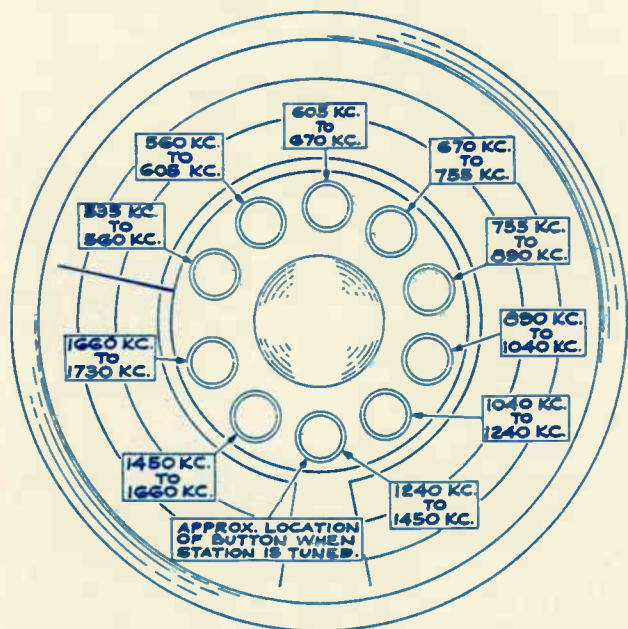 605 KC.
TO
670 KC.
560 KC.
TO
605 KC.
670 KC.
TO
755 KC.
535 KC.
TO
560 KC.
755 KC.
TO
890 KC.
1660 KC.
TO
1730 KC.
890 KC.
TO
1040 KC.
1040 KC.
TO
1240 KC.
1450 KC.
TO
1660 KC.
1240 KC.
TO
1450 KC.
APPROX. LOCATION
OF BUTTON WHEN
STATION IS TUNED.